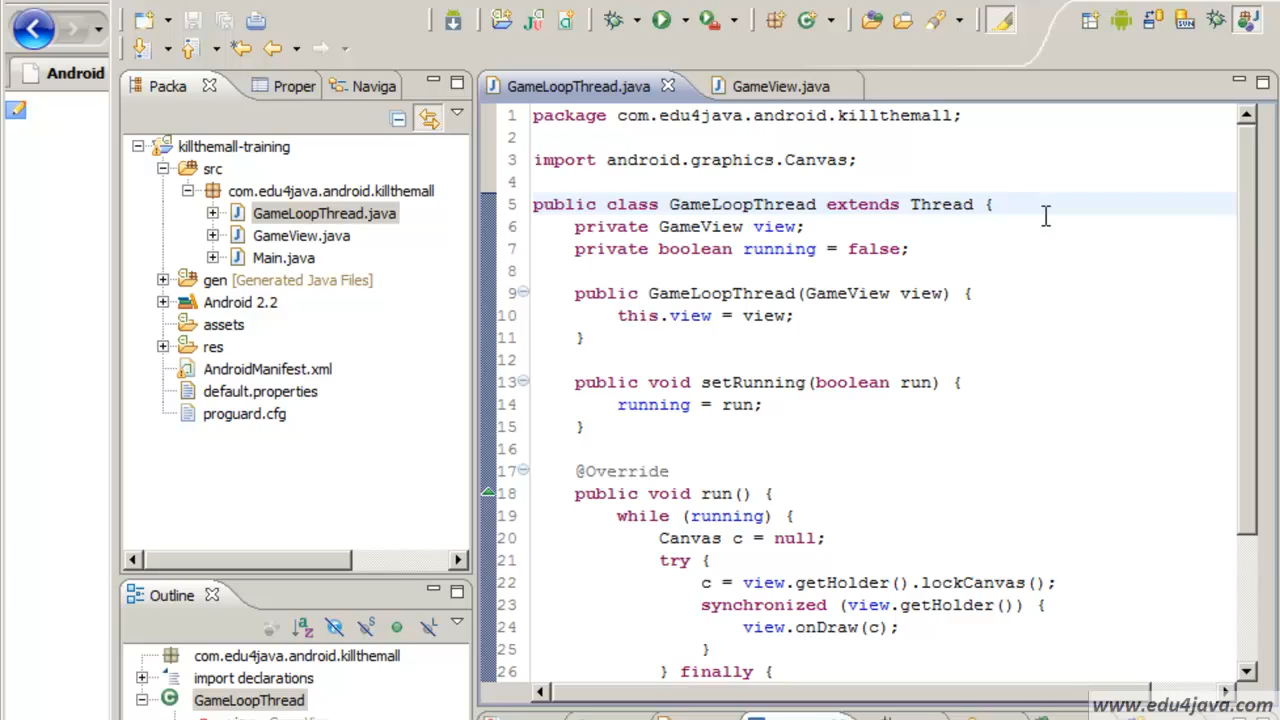 Android
Packa
Proper
Naviga
killthemall-training
src
com.edu4java.android.killthemall
GameLoopThread.java
GameView.java
Main.java
gen [Generated Java Files]
Android 2.2
assets
res
AndroidManifest.xml
default.properties
proguard.cfg
Outline
com.edu4java.android.killthemall
import declarations
GameLoopThread
GameLoopThread.java
GameView.java
1 package com.edu4java.android.killthemall;
2
3 import android.graphics.Canvas;
4
5 public class GameLoopThread extends Thread {
6 private GameView view;
7 private boolean running = false;
8
9 public GameLoopThread(GameView view) {
10 this.view = view;
11 }
12
13 public void setRunning(boolean run) {
14 running = run;
15 }
16
17 @Override
18 public void run() {
19 while (running) {
20 Canvas c = null;
21 try {
22 c = view.getHolder().lockCanvas();
23 synchronized (view.getHolder()) {
24 view.onDraw(c);
25 }
26 } finally {
www.edu4java.com